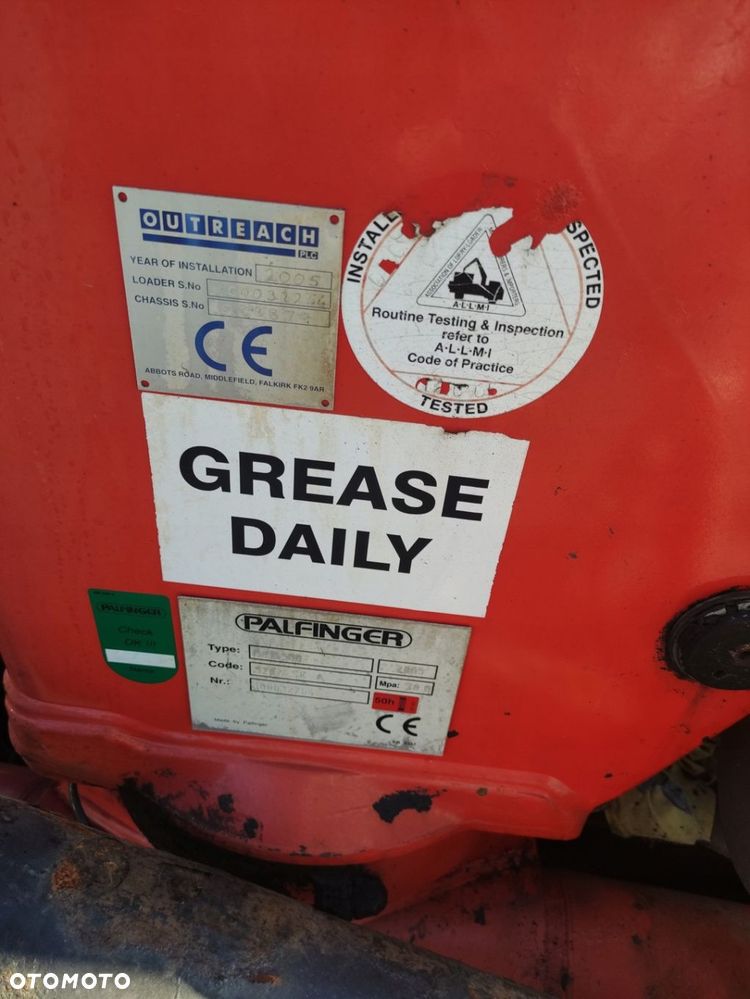 OUTREACH
PLC
YEAR OF INSTALLATION 2005
LOADER S.No
CHASSIS S.No
CE
ABBOTS ROAD, MIDDLEFIELD, FALKIRK FK2 9AR
A·L·L·M·I
Routine Testing & Inspection
refer to
A·L·L·M·I
Code of Practice
TESTED
GREASE
DAILY
PALFINGER
Check
PALFINGER
Type:
Code:
Nr.: Mpa:
50h
Made by Palfinger
CE
OTOMOTO